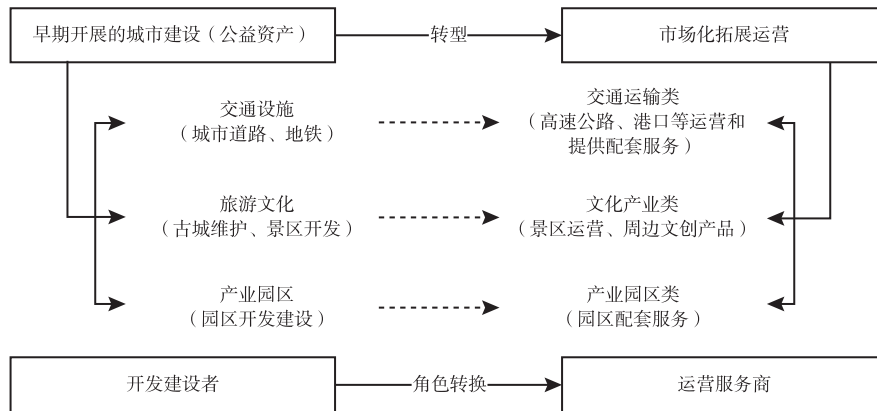 早期开展的城市建设（公益资产）
转型
市场化拓展运营
交通设施
（城市道路、地铁）
交通运输类
（高速公路、港口等运营和
提供配套服务）
旅游文化
（古城维护、景区开发）
文化产业类
（景区运营、周边文创产品）
产业园区
（园区开发建设）
产业园区类
（园区配套服务）
开发建设者
角色转换
运营服务商